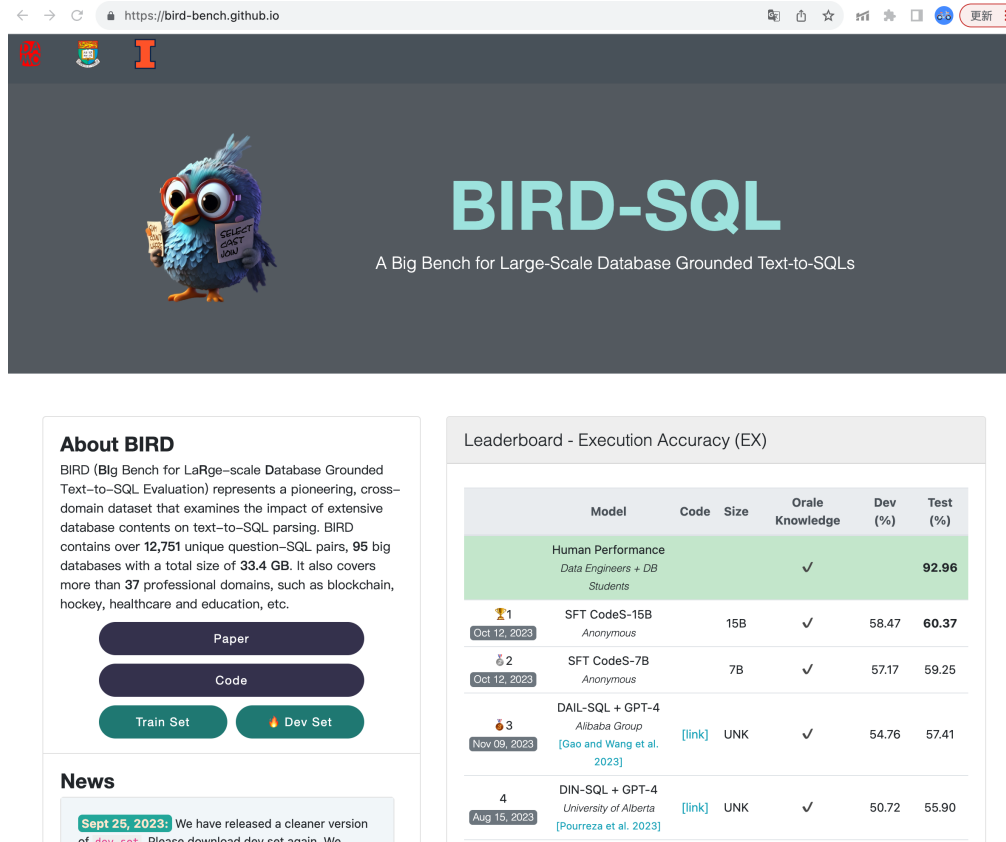 https://bird-bench.github.io
更新
SELECT
CAST
JOIN
BIRD-SQL
A Big Bench for Large-Scale Database Grounded Text-to-SQLs
About BIRD
BIRD (BIg Bench for LaRge-scale Database Grounded
Text-to-SQL Evaluation) represents a pioneering, cross-
domain dataset that examines the impact of extensive
database contents on text-to-SQL parsing. BIRD
contains over 12,751 unique question-SQL pairs, 95 big
databases with a total size of 33.4 GB. It also covers
more than 37 professional domains, such as blockchain,
hockey, healthcare and education, etc.
Paper
Code
Train Set
Dev Set
News
Sept 25, 2023: We have released a cleaner version
of dev set. Please download dev set again. We
Leaderboard - Execution Accuracy (EX)
Model Code Size Orale Knowledge Dev (%) Test (%)
Human Performance
Data Engineers + DB
Students
✓ 92.96
1 SFT CodeS-15B
Oct 12, 2023 Anonymous 15B ✓ 58.47 60.37
2 SFT CodeS-7B
Oct 12, 2023 Anonymous 7B ✓ 57.17 59.25
DAIL-SQL + GPT-4
3 Alibaba Group
Nov 09, 2023 [Gao and Wang et al.
2023]
[link] UNK ✓ 54.76 57.41
DIN-SQL + GPT-4
4 University of Alberta
Aug 15, 2023 [Pourreza et al. 2023]
[link] UNK ✓ 50.72 55.90